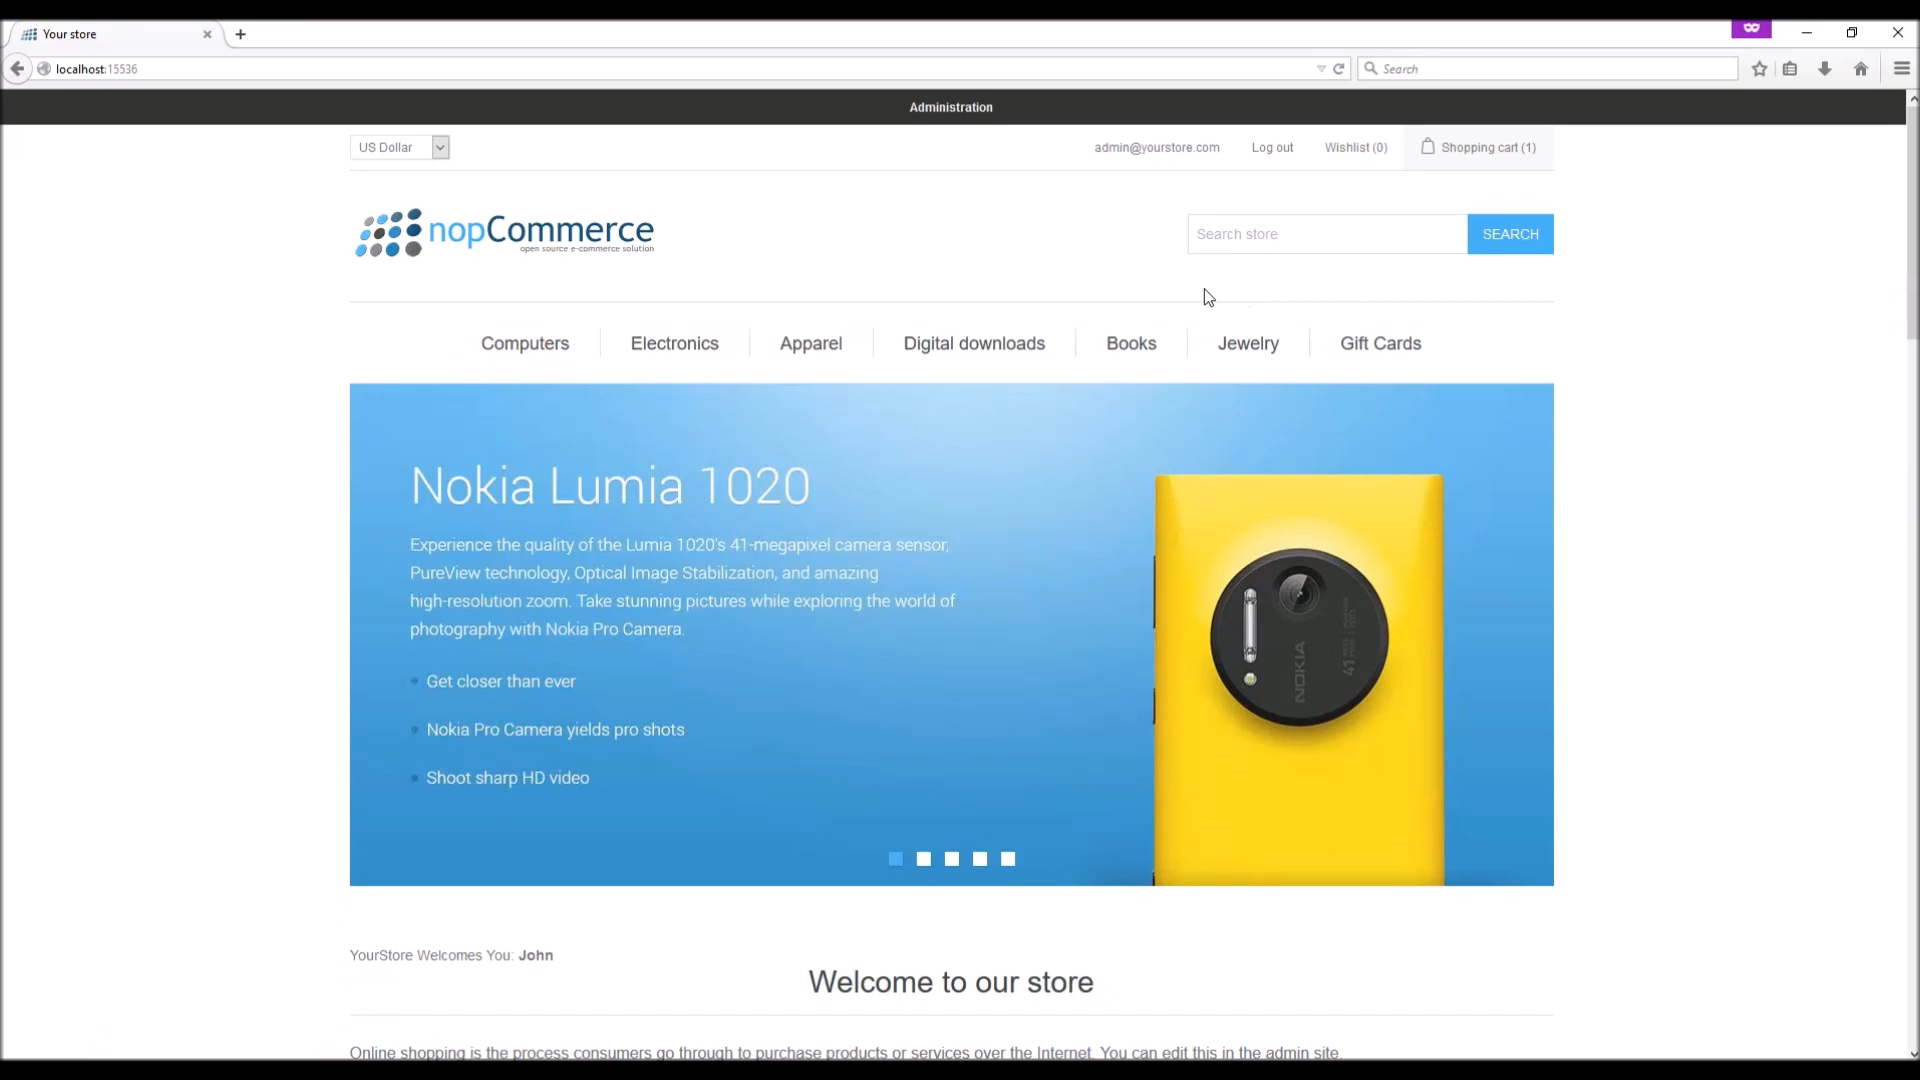 Your store
localhost:15536
Search
Administration
US Dollar
admin@yourstore.com
Log out
Wishlist (0)
Shopping cart (1)
nopCommerce
open source e-commerce solution
Search store
SEARCH
Computers
Electronics
Apparel
Digital downloads
Books
Jewelry
Gift Cards
Nokia Lumia 1020
Experience the quality of the Lumia 1020's 41-megapixel camera sensor,
PureView technology, Optical Image Stabilization, and amazing
high-resolution zoom. Take stunning pictures while exploring the world of
photography with Nokia Pro Camera.
Get closer than ever
Nokia Pro Camera yields pro shots
Shoot sharp HD video
NOKIA
41
YourStore Welcomes You: John
Welcome to our store
Online shopping is the process consumers go through to purchase products or services over the Internet. You can edit this in the admin site.